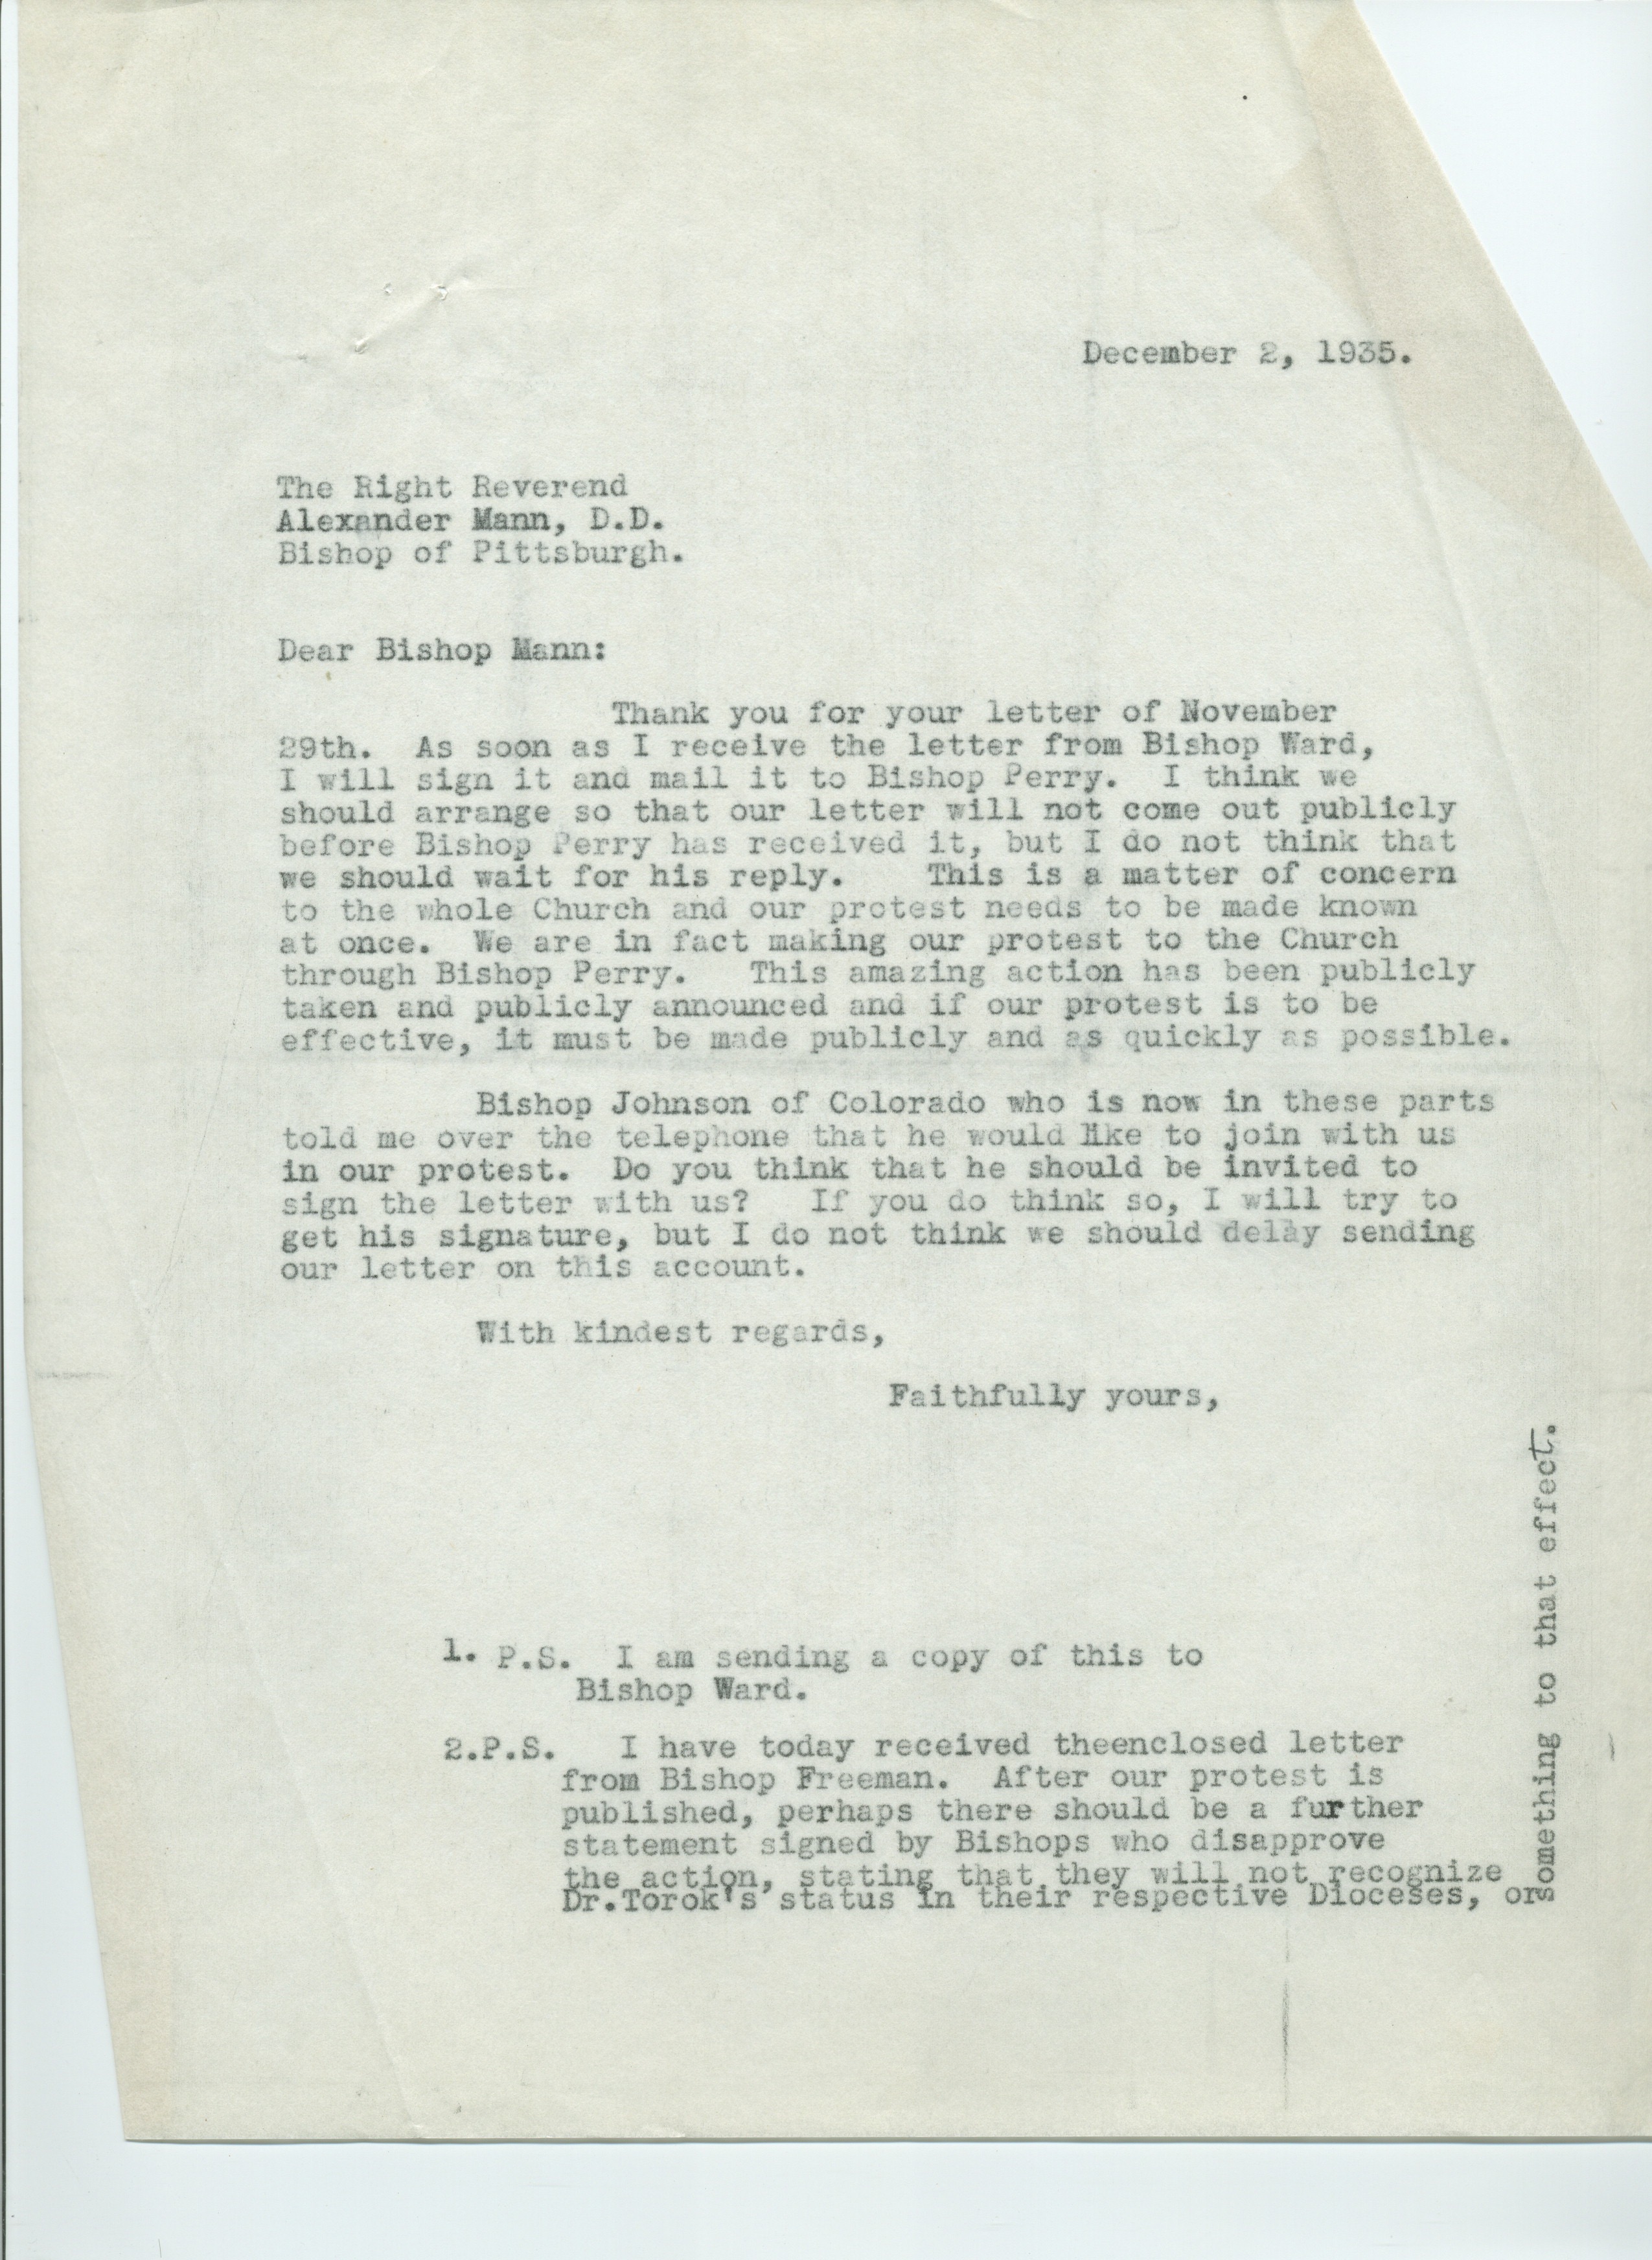 December 2, 1935.
The Right Reverend
Alexander Mann, D.D.
Bishop of Pittsburgh.
Dear Bishop Mann:
Thank you for your letter of November
29th. As soon as I receive the letter from Bishop Ward,
I will sign it and mail it to Bishop Perry. I think we
should arrange so that our letter will not come out publicly
before Bishop Perry has received it, but I do not think that
we should wait for his reply. This is a matter of concern
to the whole Church and our protest needs to be made known
at once. We are in fact making our protest to the Church
through Bishop Perry. This amazing action has been publicly
taken and publicly announced and if our protest is to be
effective, it must be made publicly and as quickly as possible.
Bishop Johnson of Colorado who is now in these parts
told me over the telephone that he would like to join with us
in our protest. Do you think that he should be invited to
sign the letter with us? If you do think so, I will try to
get his signature, but I do not think we should delay sending
our letter on this account.
With kindest regards,
Faithfully yours,
1. P.S. I am sending a copy of this to
Bishop Ward.
2.P.S. I have today received theenclosed letter
from Bishop Freeman. After our protest is
published, perhaps there should be a further
statement signed by Bishops who disapprove
the action, stating that they will not recognize
Dr.Torok's status in their respective Dioceses, or
something to that effect.